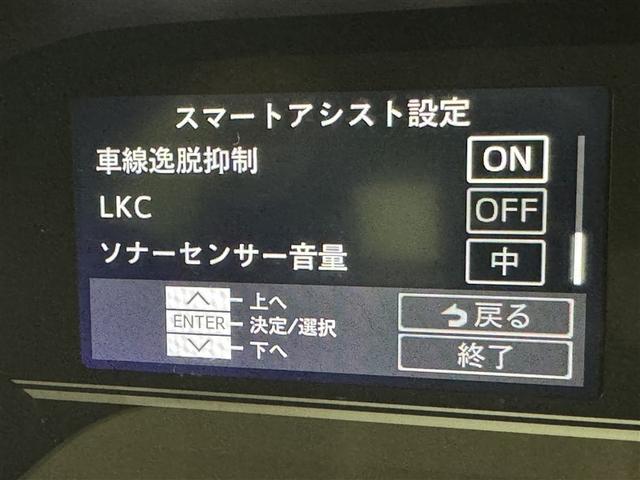 スマートアシスト設定
車線逸脱抑制 ON
LKC OFF
ソナーセンサー音量 中
上へ
ENTER 決定/選択
下へ
戻る
終了